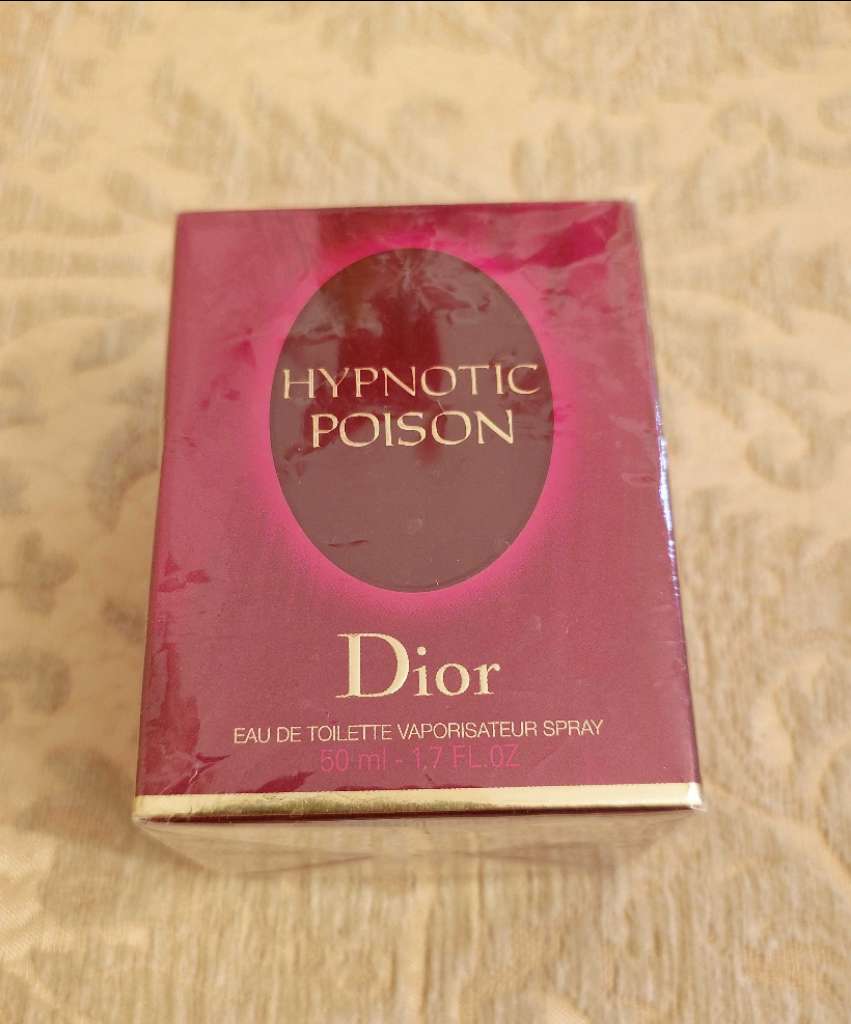 HYPNOTIC
POISON
Dior
EAU DE TOILETTE VAPORISATEUR SPRAY
50 ml - 1.7 FL.OZ